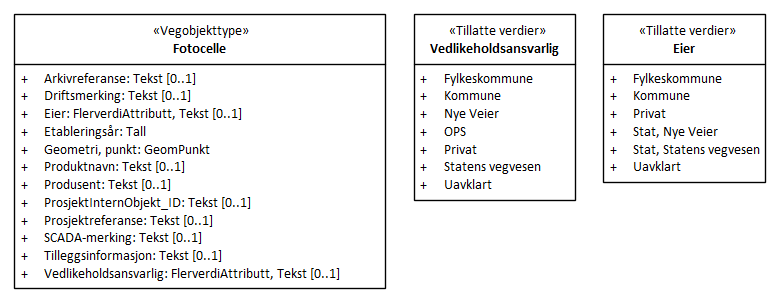 «Vegobjekttype»
Fotocelle
+ Arkivreferanse: Tekst [0..1]
+ Driftsmerking: Tekst [0..1]
+ Eier: FlerverdiAttributt, Tekst [0..1]
+ Etableringsår: Tall
+ Geometri, punkt: GeomPunkt
+ Produktnavn: Tekst [0..1]
+ Produsent: Tekst [0..1]
+ ProsjektInternObjekt_ID: Tekst [0..1]
+ Prosjektreferanse: Tekst [0..1]
+ SCADA-merking: Tekst [0..1]
+ Tilleggsinformasjon: Tekst [0..1]
+ Vedlikeholdsansvarlig: FlerverdiAttributt, Tekst [0..1]
«Tillatte verdier»
Vedlikeholdsansvarlig
+ Fylkeskommune
+ Kommune
+ Nye Veier
+ OPS
+ Privat
+ Statens vegvesen
+ Uavklart
«Tillatte verdier»
Eier
+ Fylkeskommune
+ Kommune
+ Privat
+ Stat, Nye Veier
+ Stat, Statens vegvesen
+ Uavklart